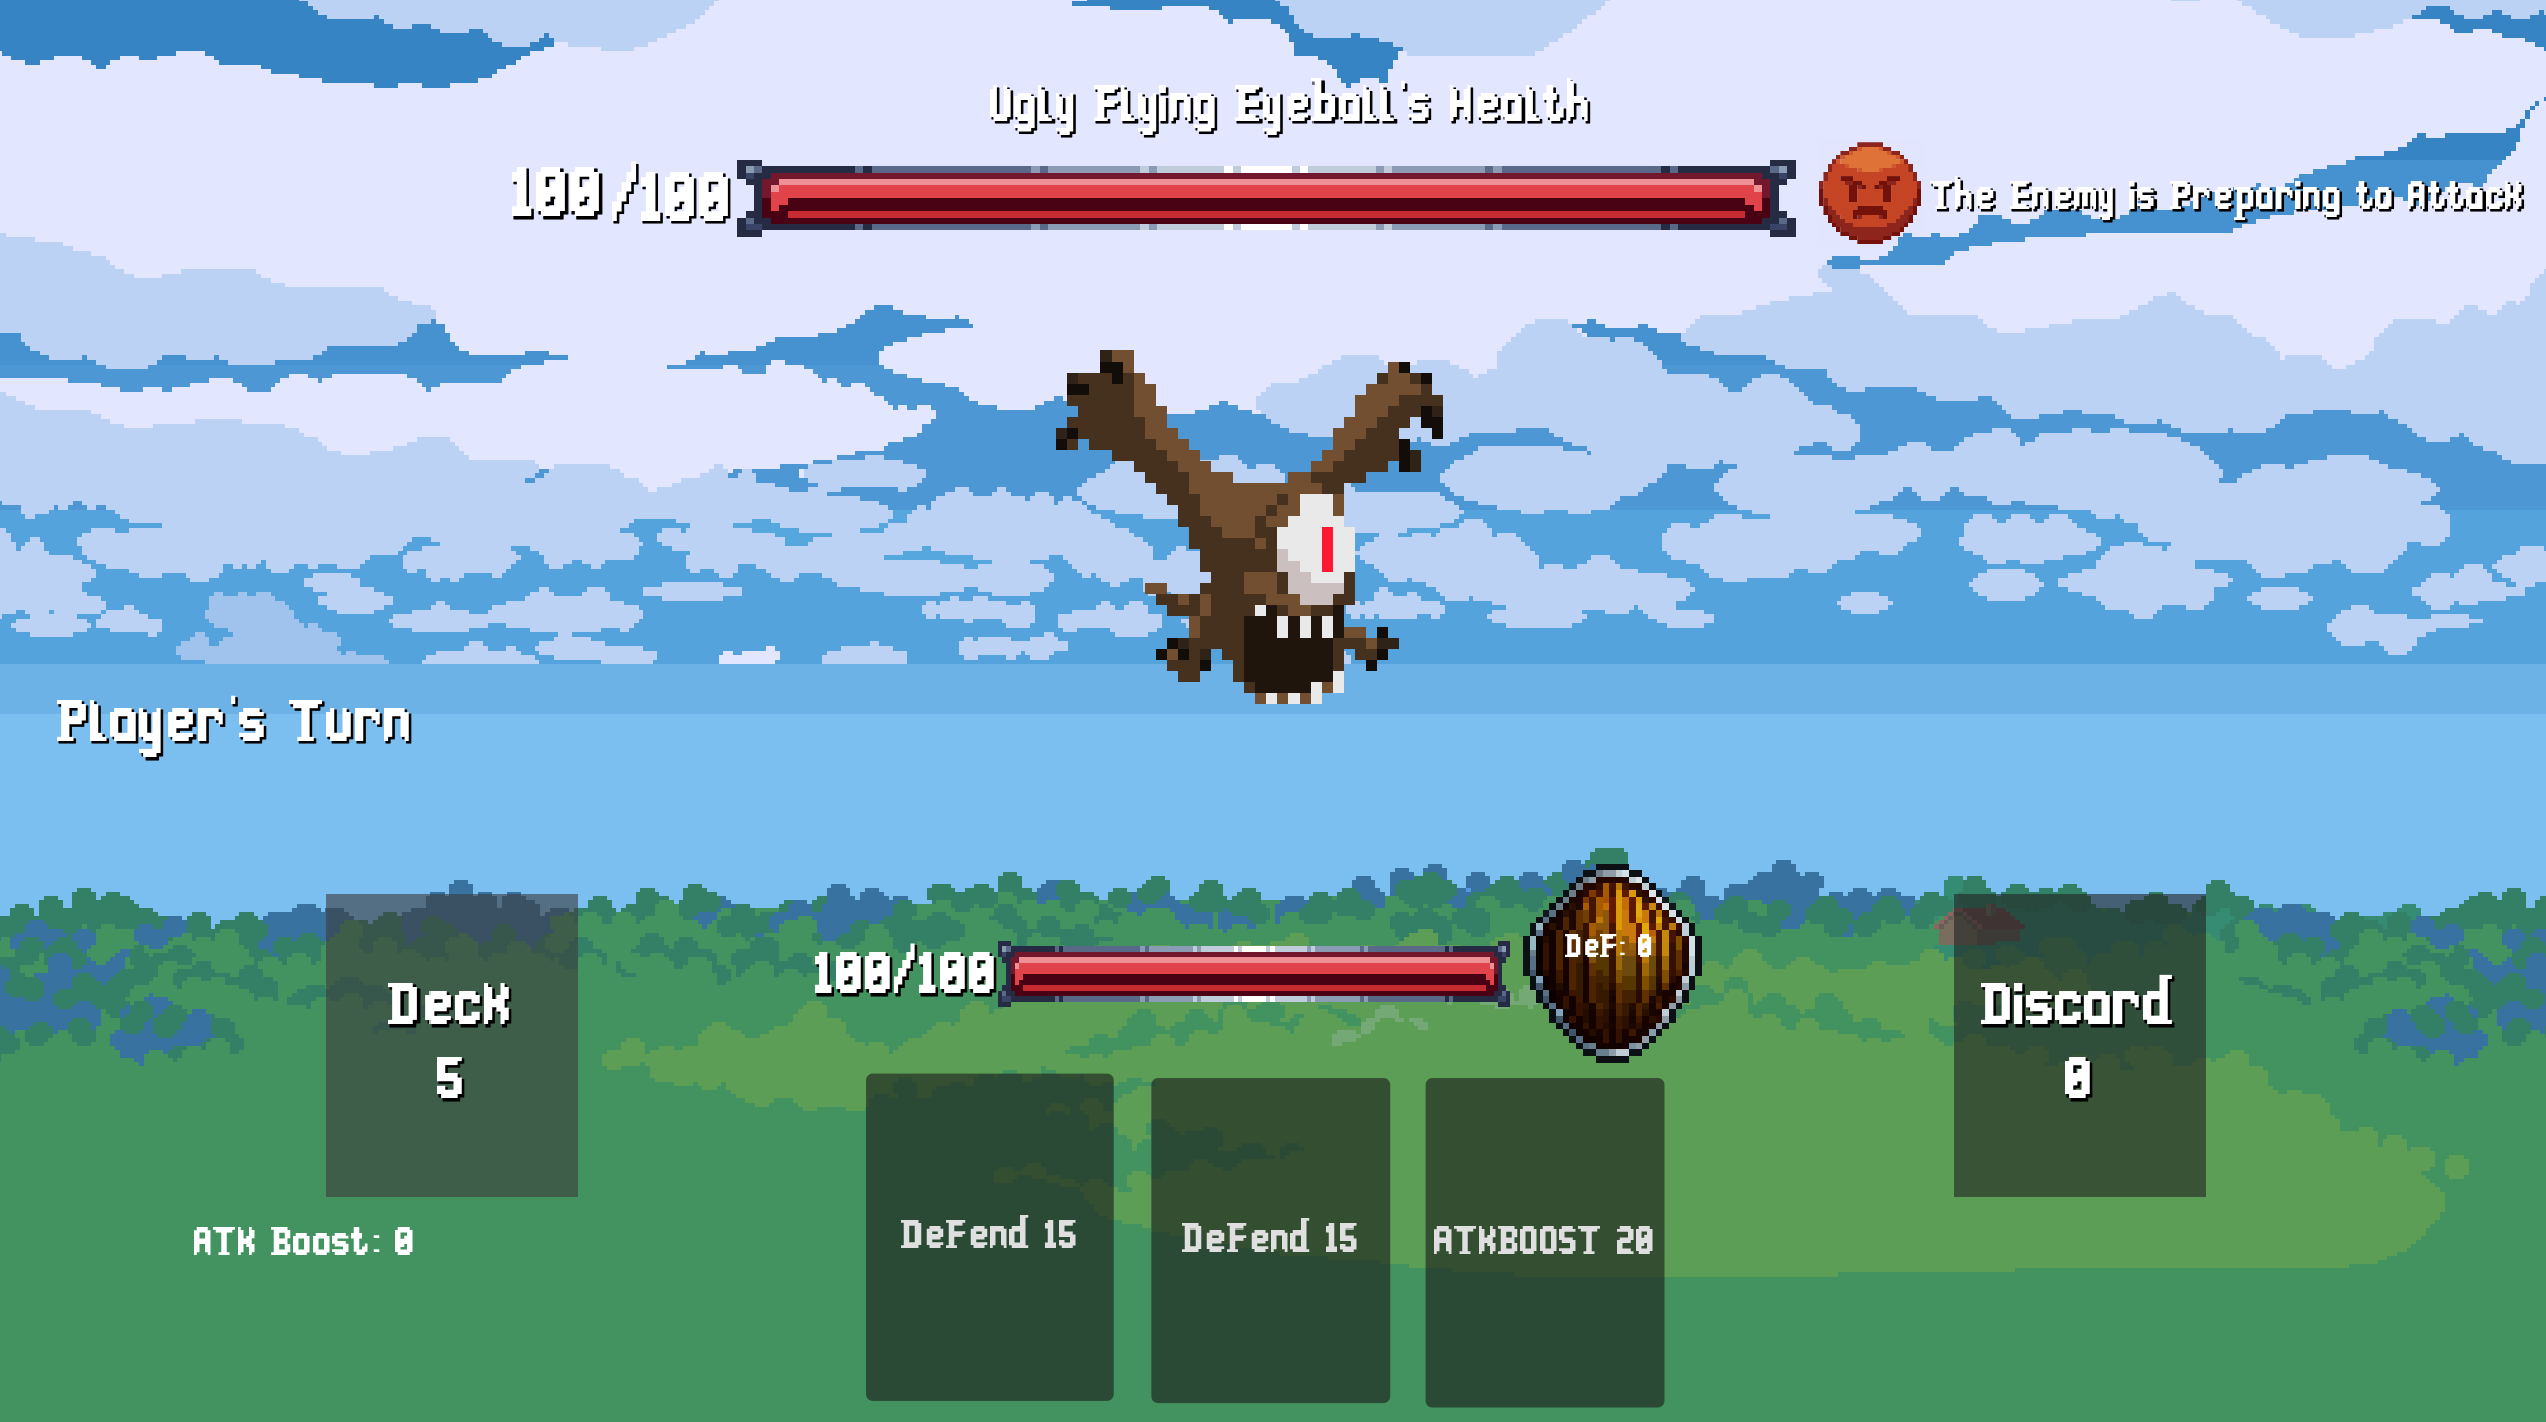 Ugly Flying Eyeball's Health
100/100
The Enemy is Preparing to Attack
Player's Turn
DeF: 0
100/100
Deck
5
Discard
0
ATK Boost: 0
DeFend 15
DeFend 15
ATKBOOST 20